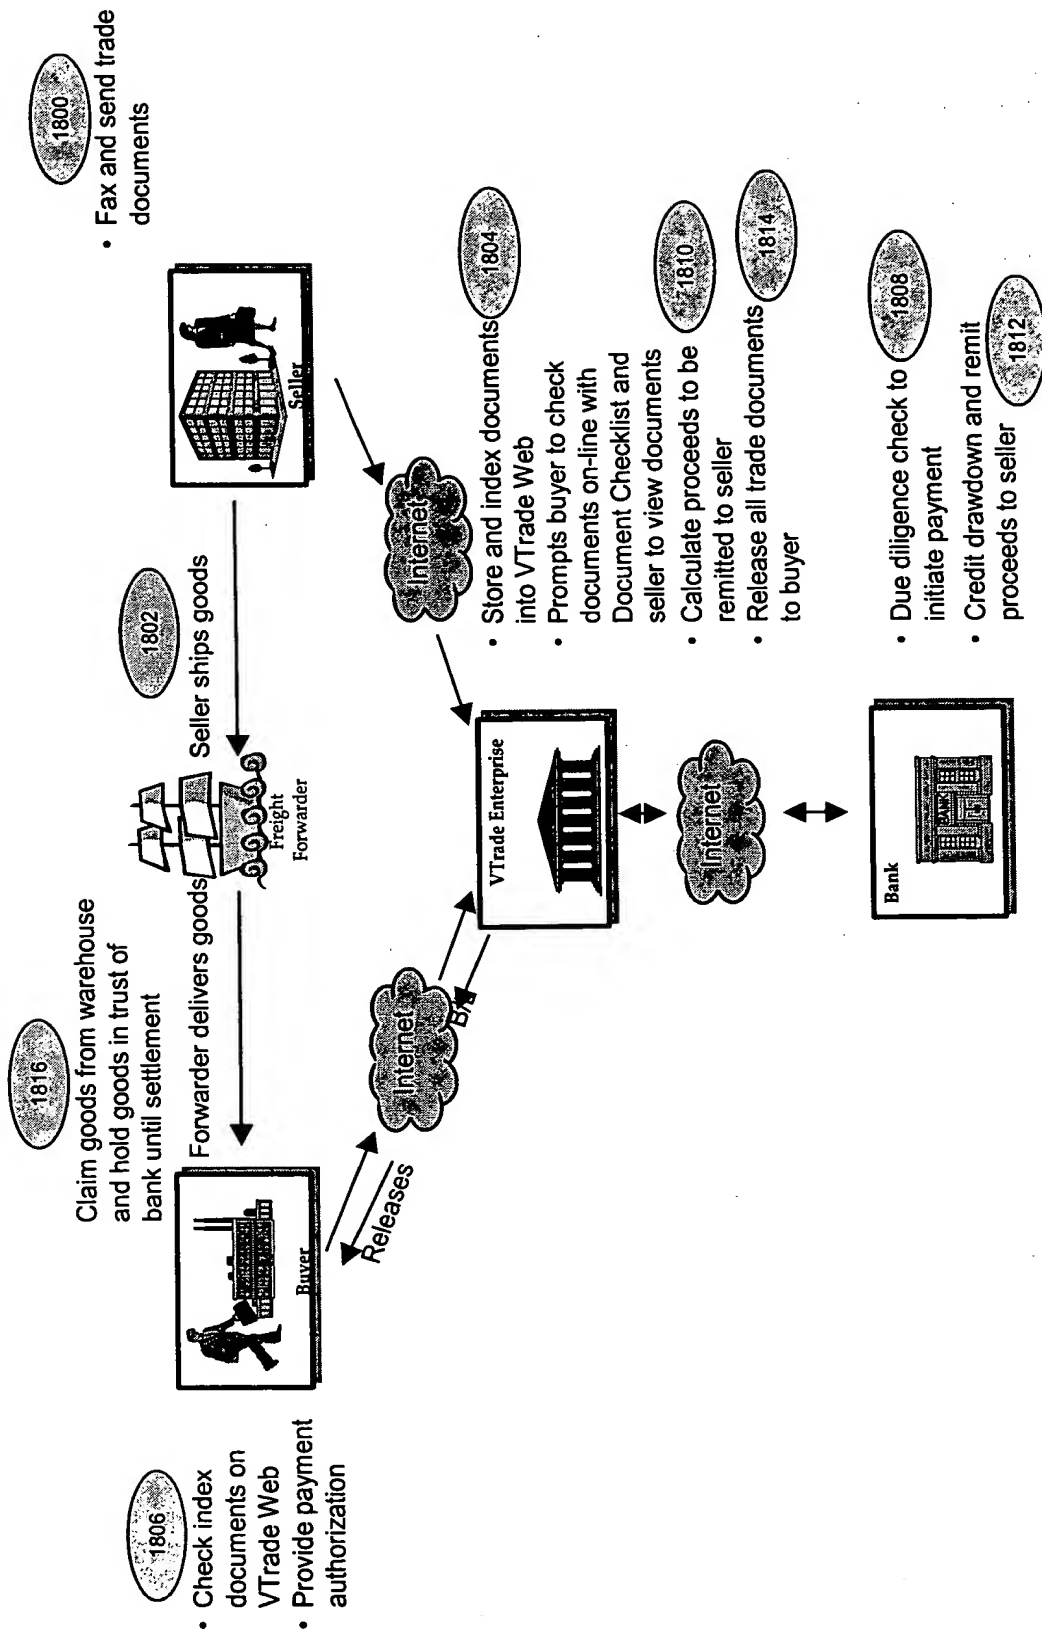 1816
Claim goods from warehouse
and hold goods in trust of
bank until settlement
1802
Forwarder delivers goods
Seller ships goods
Freight
Forwarder
1800
• Fax and send trade
documents
1806
• Check index
documents on
VTrade Web
• Provide payment
authorization
Buyer
Seller
Releases
Internet
Internet
VTrade Enterprise
1804
• Store and index documents
into VTrade Web
• Prompts buyer to check
documents on-line with
Document Checklist and
seller to view documents
1810
• Calculate proceeds to be
remitted to seller
1814
• Release all trade documents
to buyer
Internet
Bank
BANK
1808
• Due diligence check to
initiate payment
• Credit drawdown and remit
proceeds to seller
1812